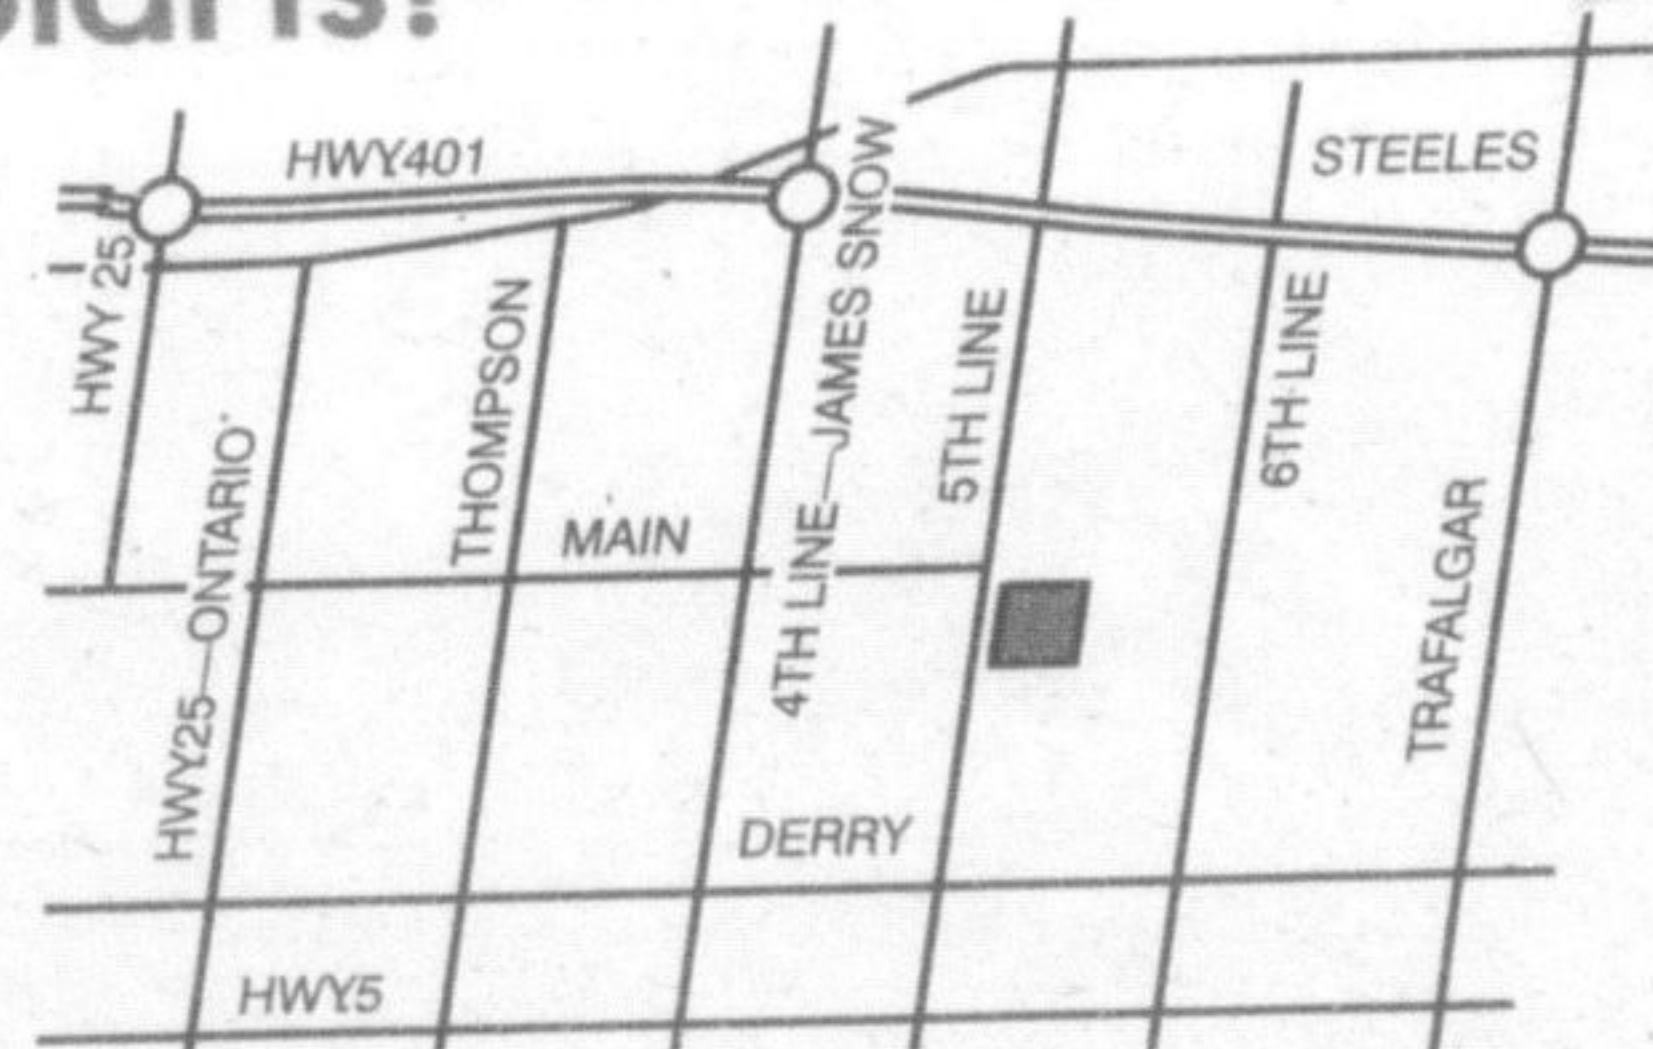 HWY401
STEELES
HWY 25
HWY25—ONTARIO
THOMPSON
MAIN
4TH LINE—JAMES SNOW
5TH LINE
6TH LINE
TRAFALGAR
DERRY
HWY5